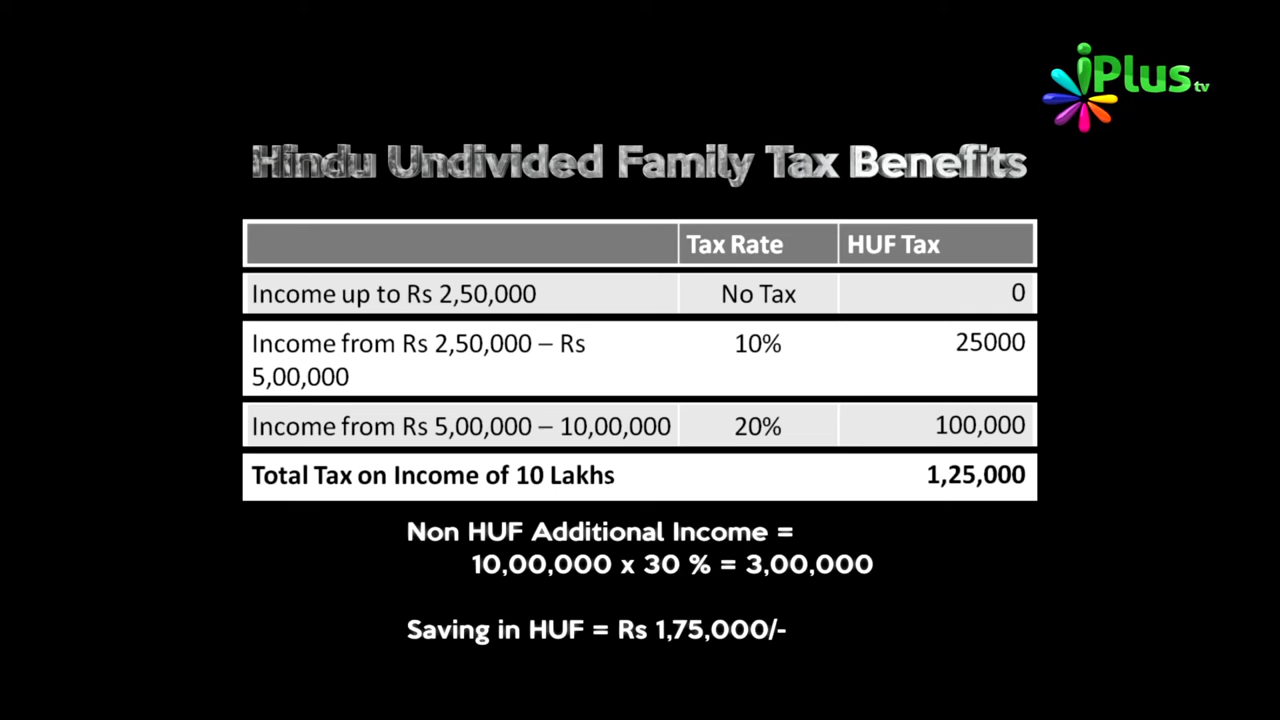 iPlus tv
Hindu Undivided Family Tax Benefits
Tax Rate HUF Tax
Income up to Rs 2,50,000 No Tax 0
Income from Rs 2,50,000 – Rs 10% 25000
5,00,000
Income from Rs 5,00,000 – 10,00,000 20% 100,000
Total Tax on Income of 10 Lakhs 1,25,000
Non HUF Additional Income =
10,00,000 x 30 % = 3,00,000
Saving in HUF = Rs 1,75,000/-